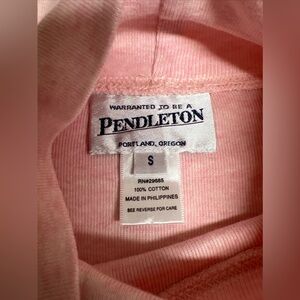 WARRANTED TO BE A
PENDLETON
PORTLAND, OREGON
S
RN#29685
100% COTTON
MADE IN PHILIPPINES
SEE REVERSE FOR CARE